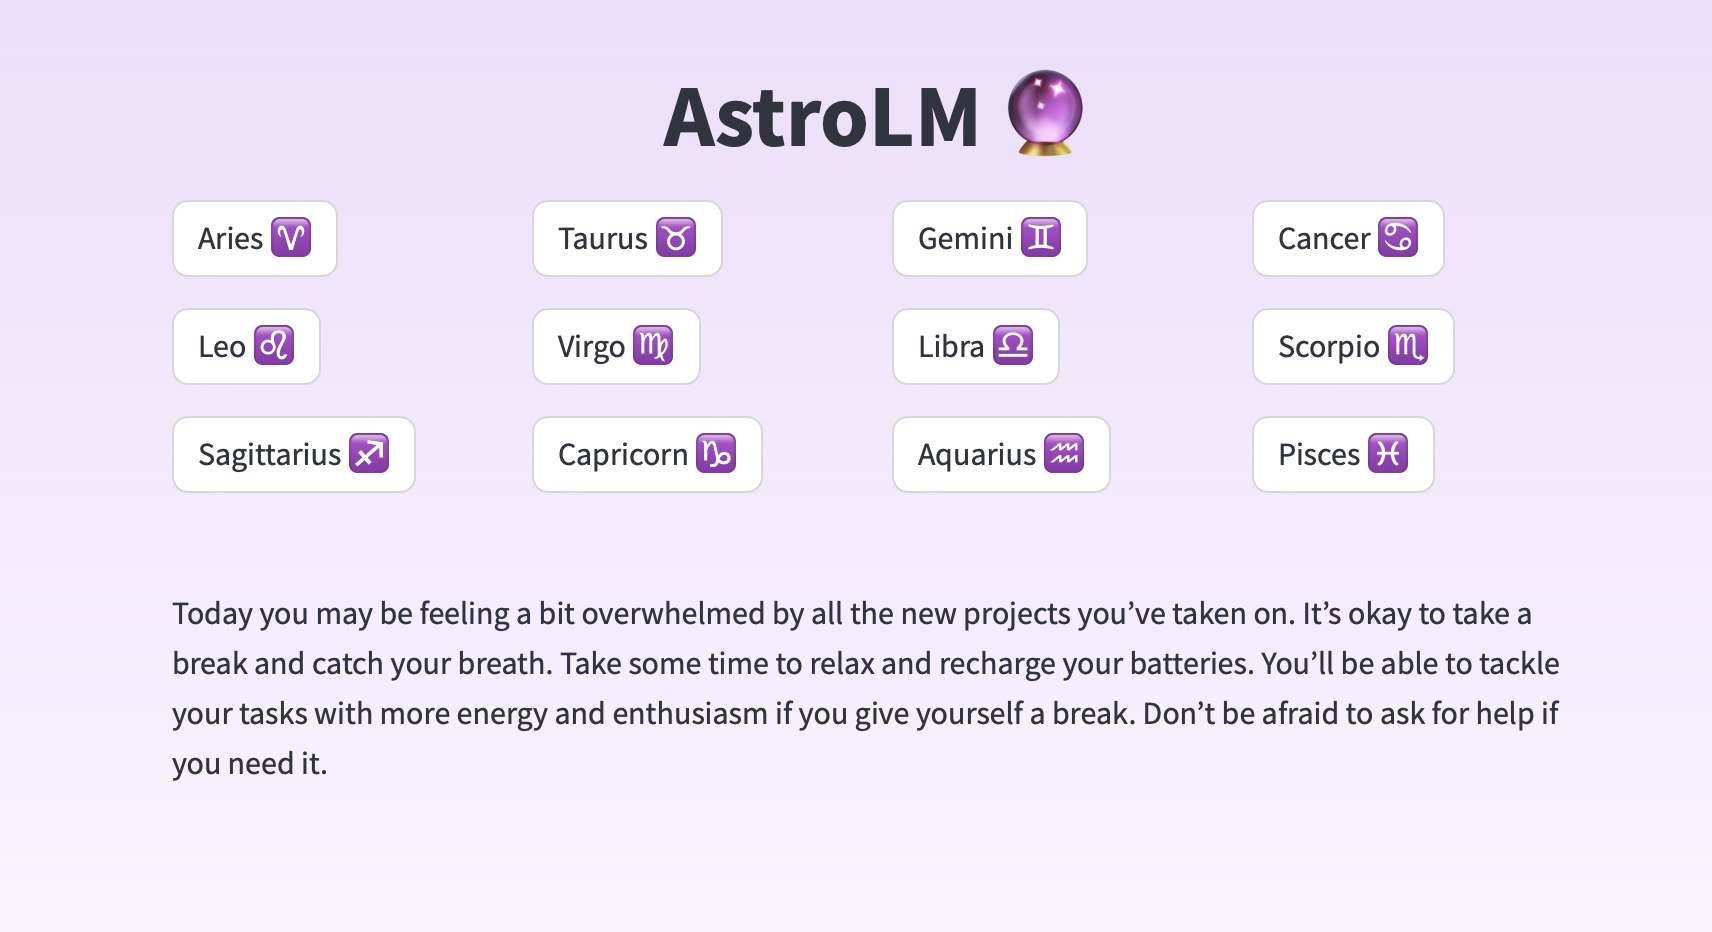 AstroLM 🔮
Aries ♈ Taurus ♉ Gemini ♊ Cancer ♋
Leo ♌ Virgo ♍ Libra ♎ Scorpio ♏
Sagittarius ♐ Capricorn ♑ Aquarius ♒ Pisces ♓
Today you may be feeling a bit overwhelmed by all the new projects you’ve taken on. It’s okay to take a
break and catch your breath. Take some time to relax and recharge your batteries. You’ll be able to tackle
your tasks with more energy and enthusiasm if you give yourself a break. Don’t be afraid to ask for help if
you need it.